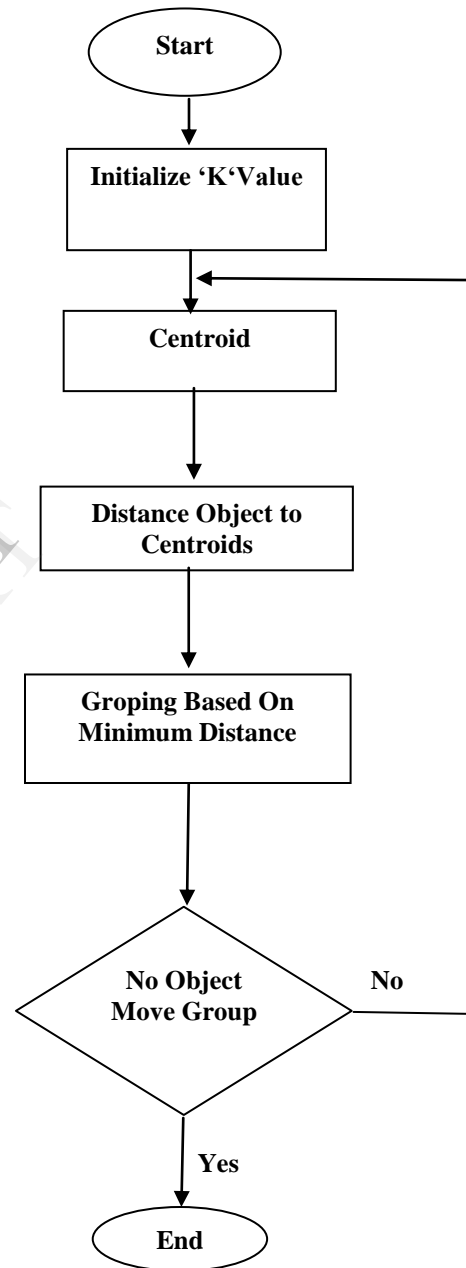 Start
Initialize ‘K‘Value
Centroid
Distance Object to
Centroids
Groping Based On
Minimum Distance
No Object
Move Group
No
Yes
End